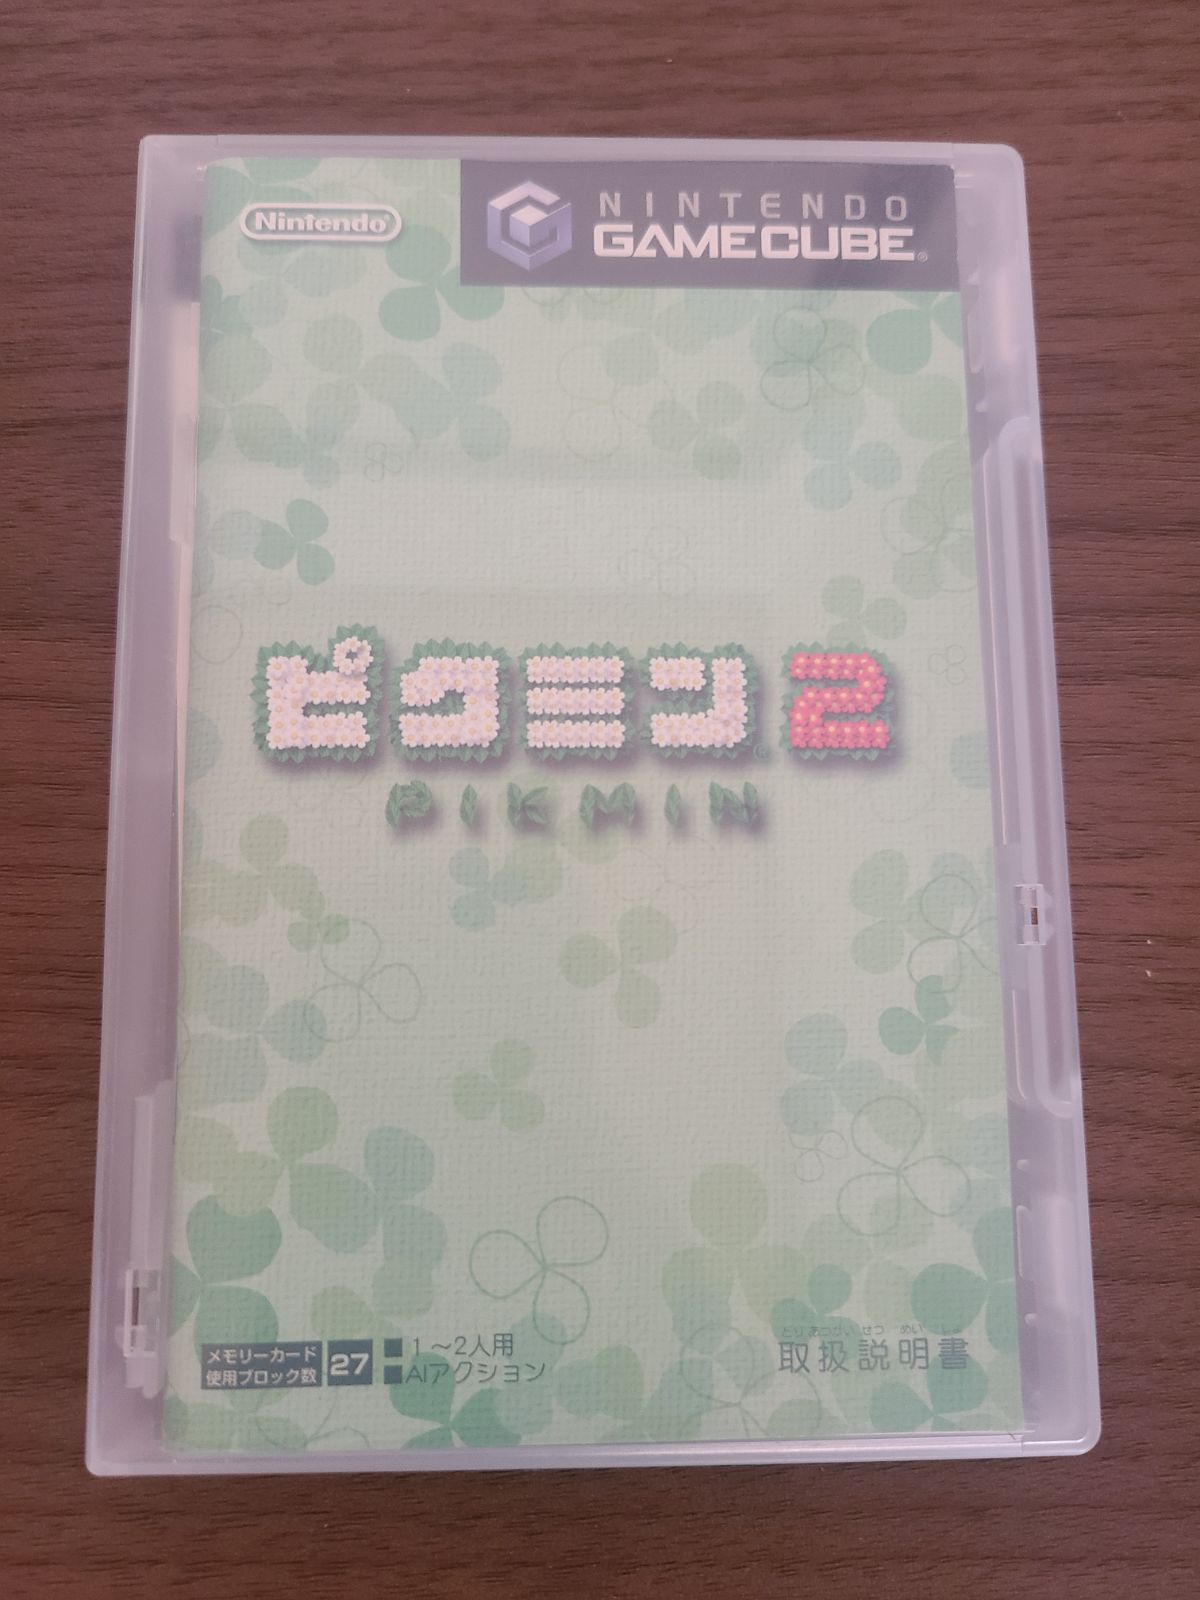 Nintendo®
NINTENDO
GAMECUBE®
ピクミン® 2
PIKMIN
メモリーカード
使用ブロック数
27
■1～2人用
■AIアクション
とりあつかいせつめいしょ
取扱説明書